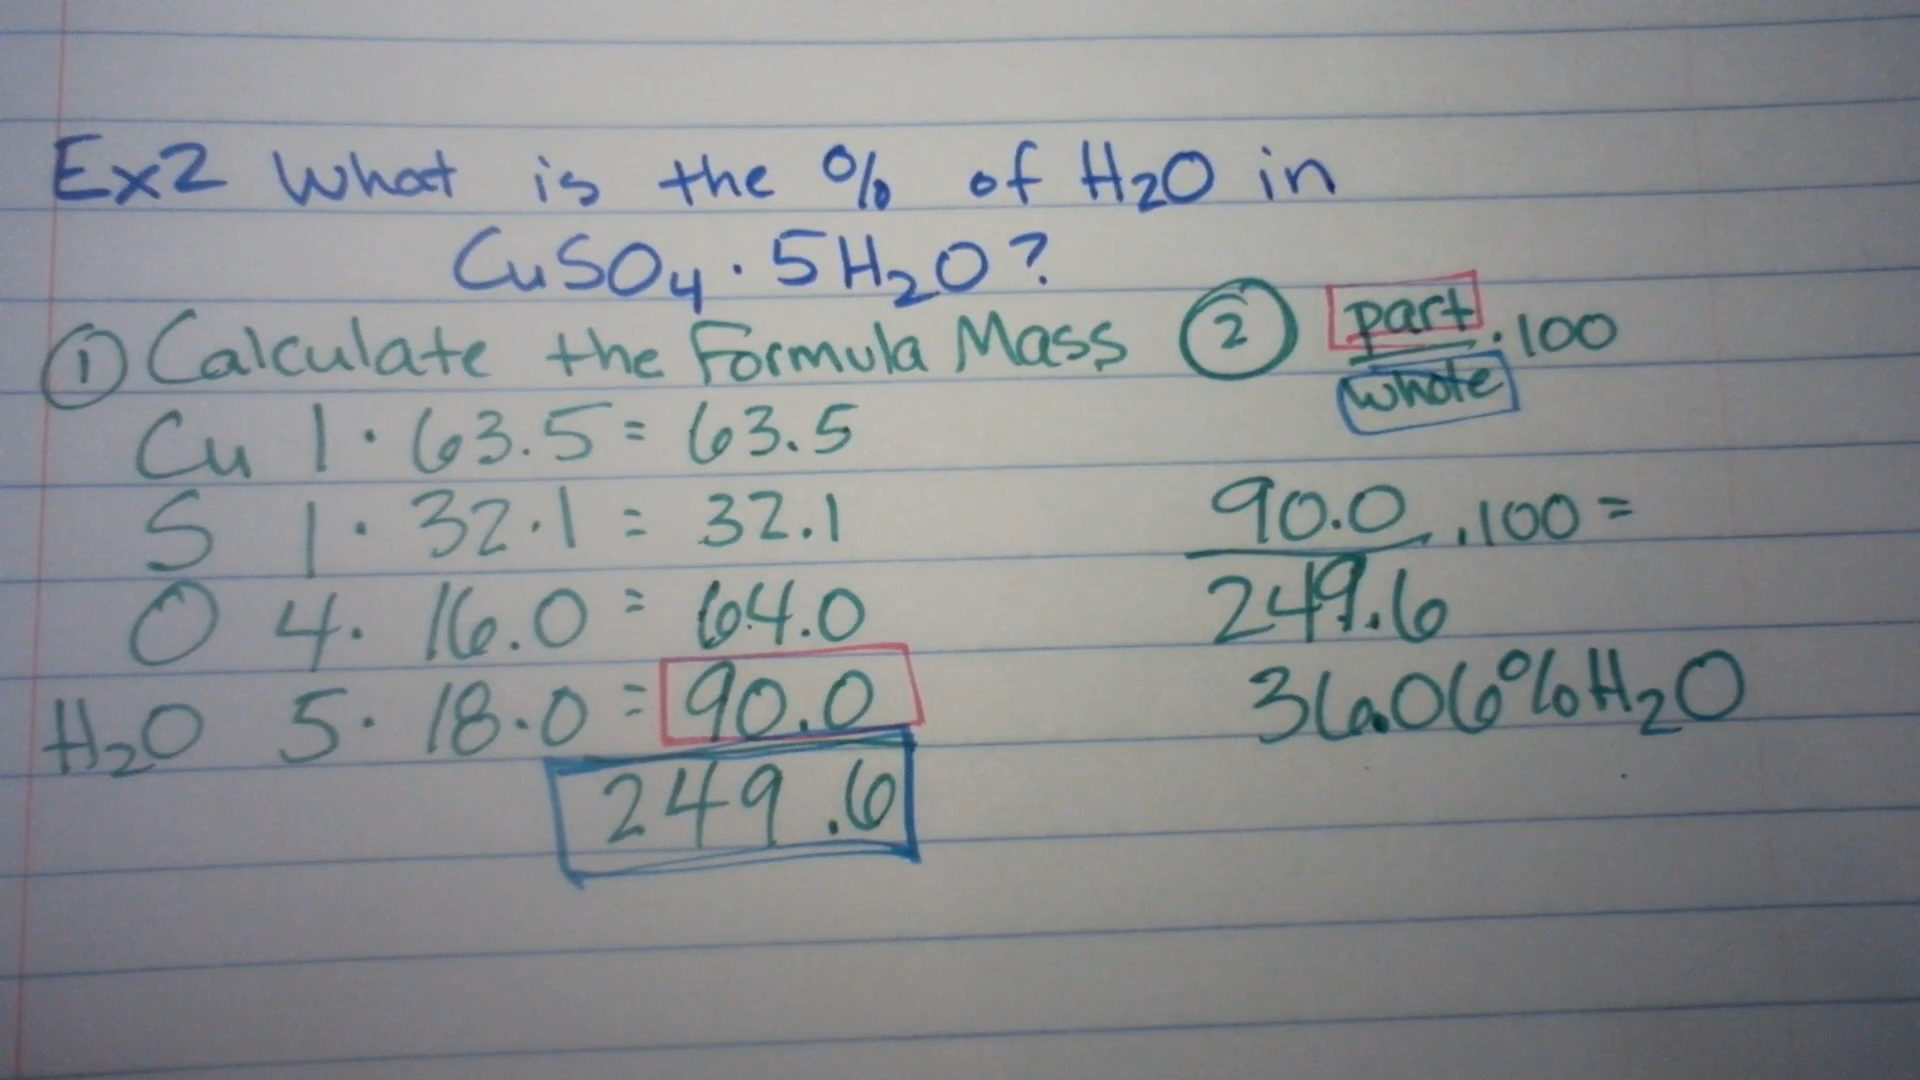 Ex2 What is the % of H₂O in
CuSO₄ · 5H₂O?
① Calculate the Formula Mass
Cu 1 · 63.5 = 63.5
S 1 · 32.1 = 32.1
O 4 · 16.0 = 64.0
H₂O 5 · 18.0 = 90.0
249.6
② part
whole
· 100
90.0
249.6
· 100 =
36.06% H₂O